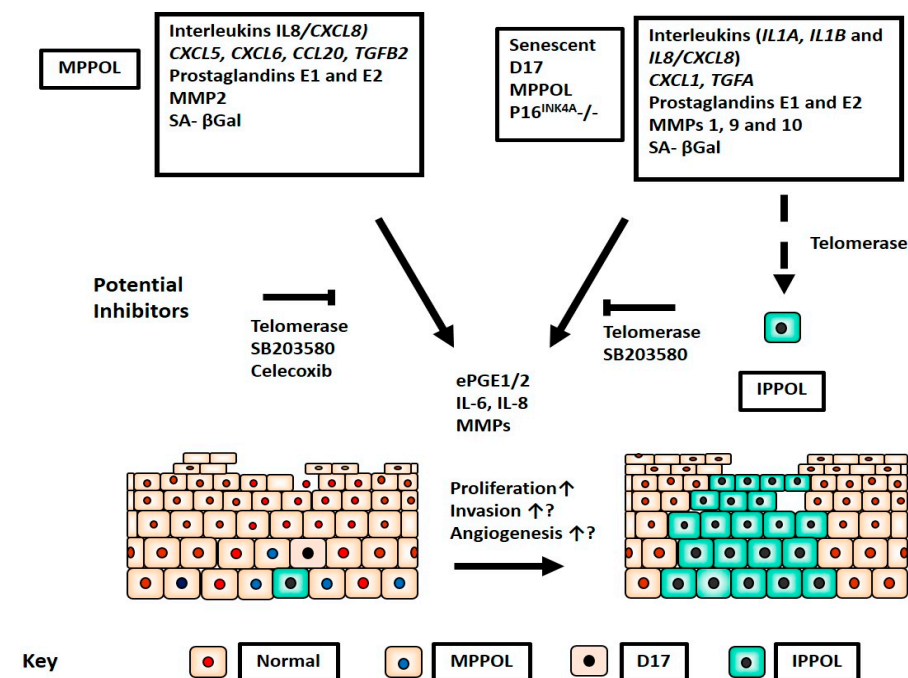 MPPOL
Interleukins IL8/CXCL8)
CXCL5, CXCL6, CCL20, TGFB2
Prostaglandins E1 and E2
MMP2
SA- βGal
Senescent
D17
MPPOL
P16INK4A-/-
Interleukins (IL1A, IL1B and
IL8/CXCL8)
CXCL1, TGFA
Prostaglandins E1 and E2
MMPs 1, 9 and 10
SA- βGal
Telomerase
Potential
Inhibitors
Telomerase
SB203580
Celecoxib
Telomerase
SB203580
IPPOL
ePGE1/2
IL-6, IL-8
MMPs
Proliferation↑
Invasion ↑?
Angiogenesis ↑?
Key
Normal
MPPOL
D17
IPPOL